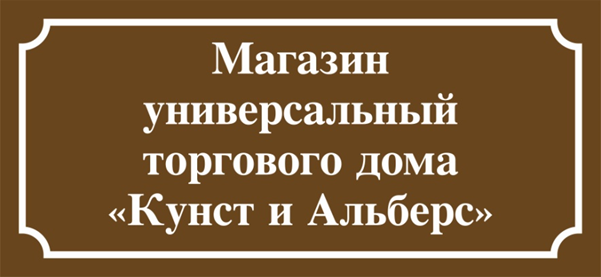 Магазин
универсальный
торгового дома
«Кунст и Альберс»